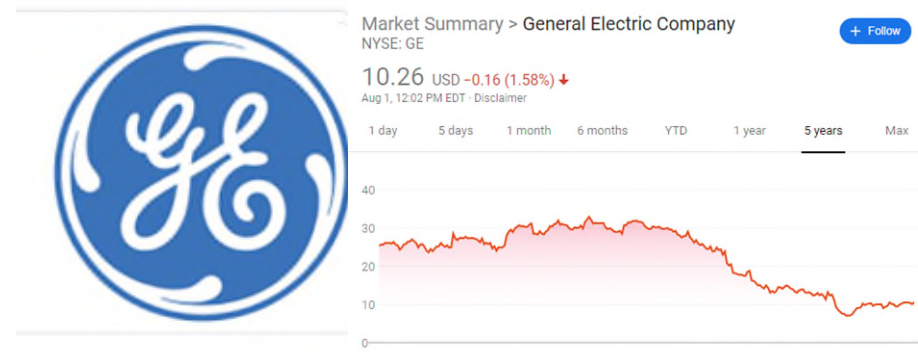 GE
Market Summary > General Electric Company
NYSE: GE
+ Follow
10.26 USD −0.16 (1.58%) ↓
Aug 1, 12:02 PM EDT · Disclaimer
1 day 5 days 1 month 6 months YTD 1 year 5 years Max
40
30
20
10
0